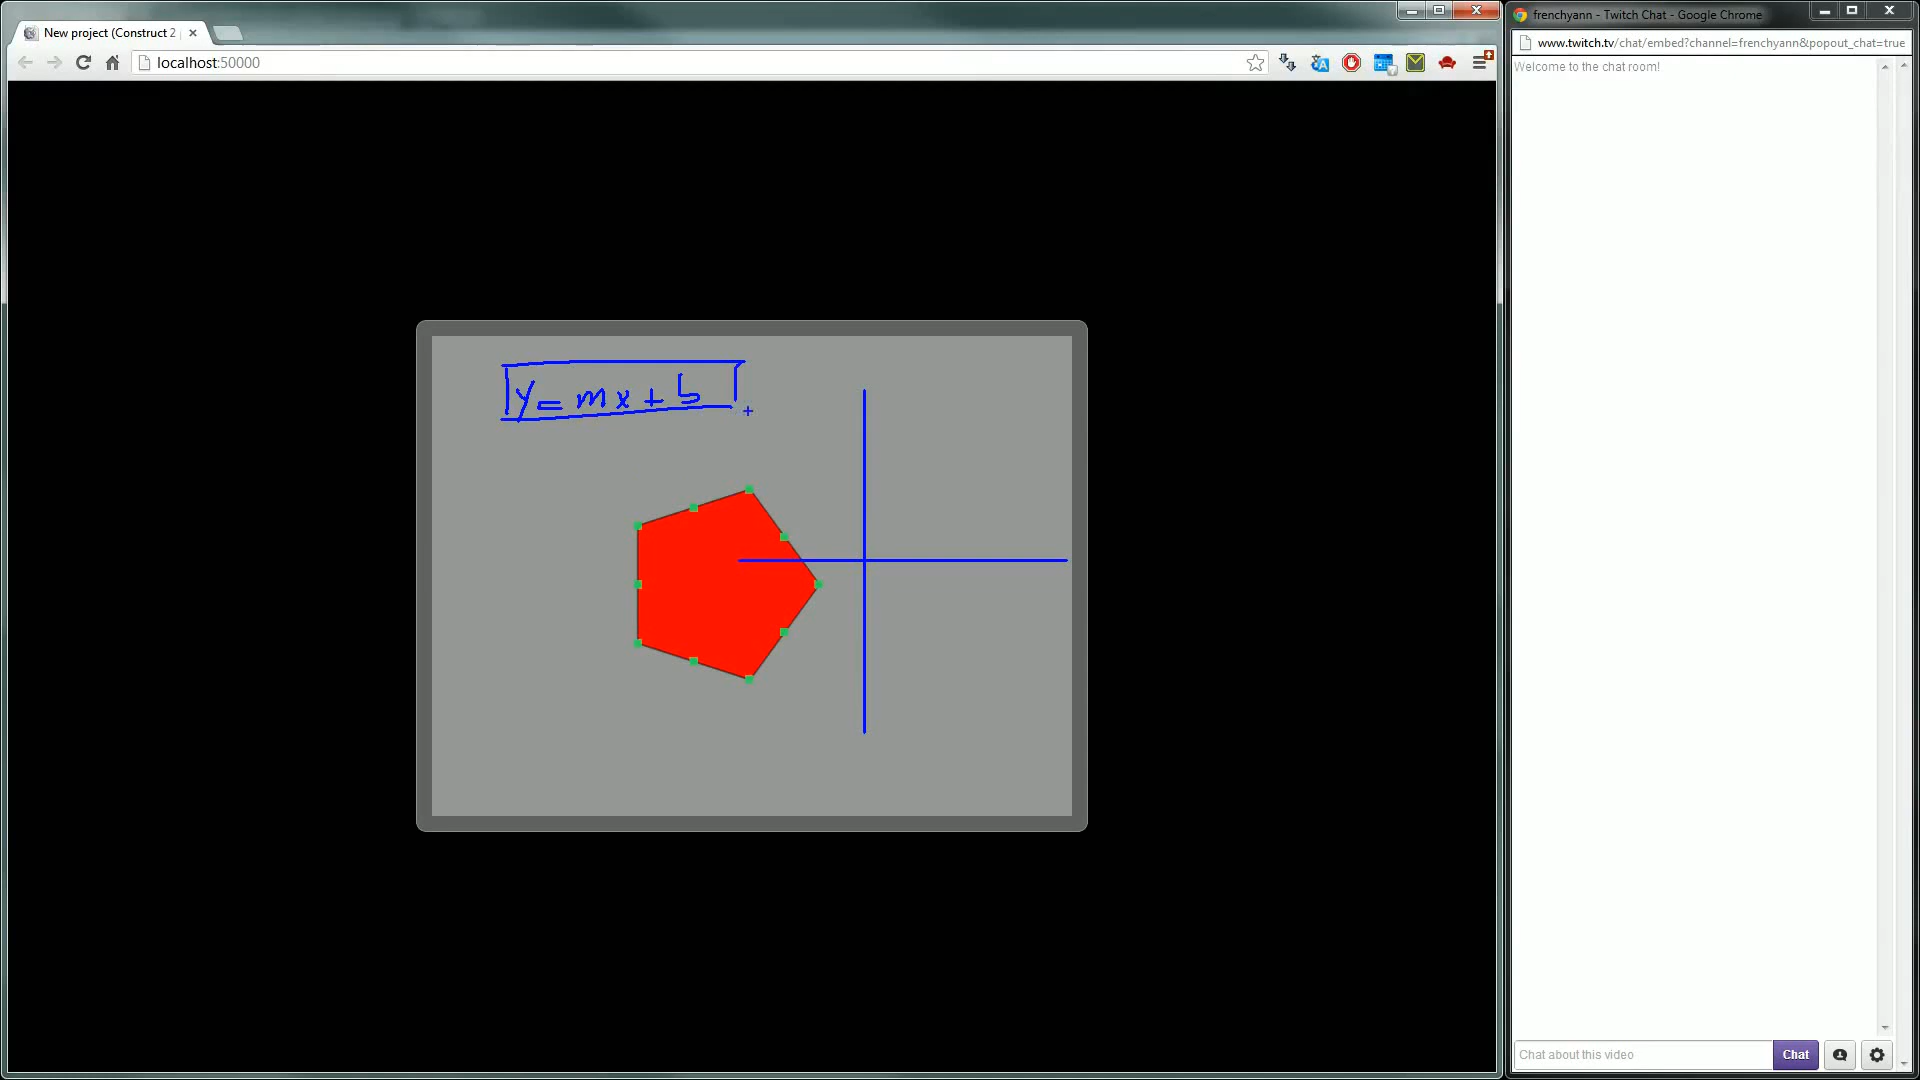 New project (Construct 2
frenchyann - Twitch Chat - Google Chrome
localhost:50000
www.twitch.tv/chat/embed?channel=frenchyann&popout_chat=true
Welcome to the chat room!
y = mx + b
Chat about this video
Chat